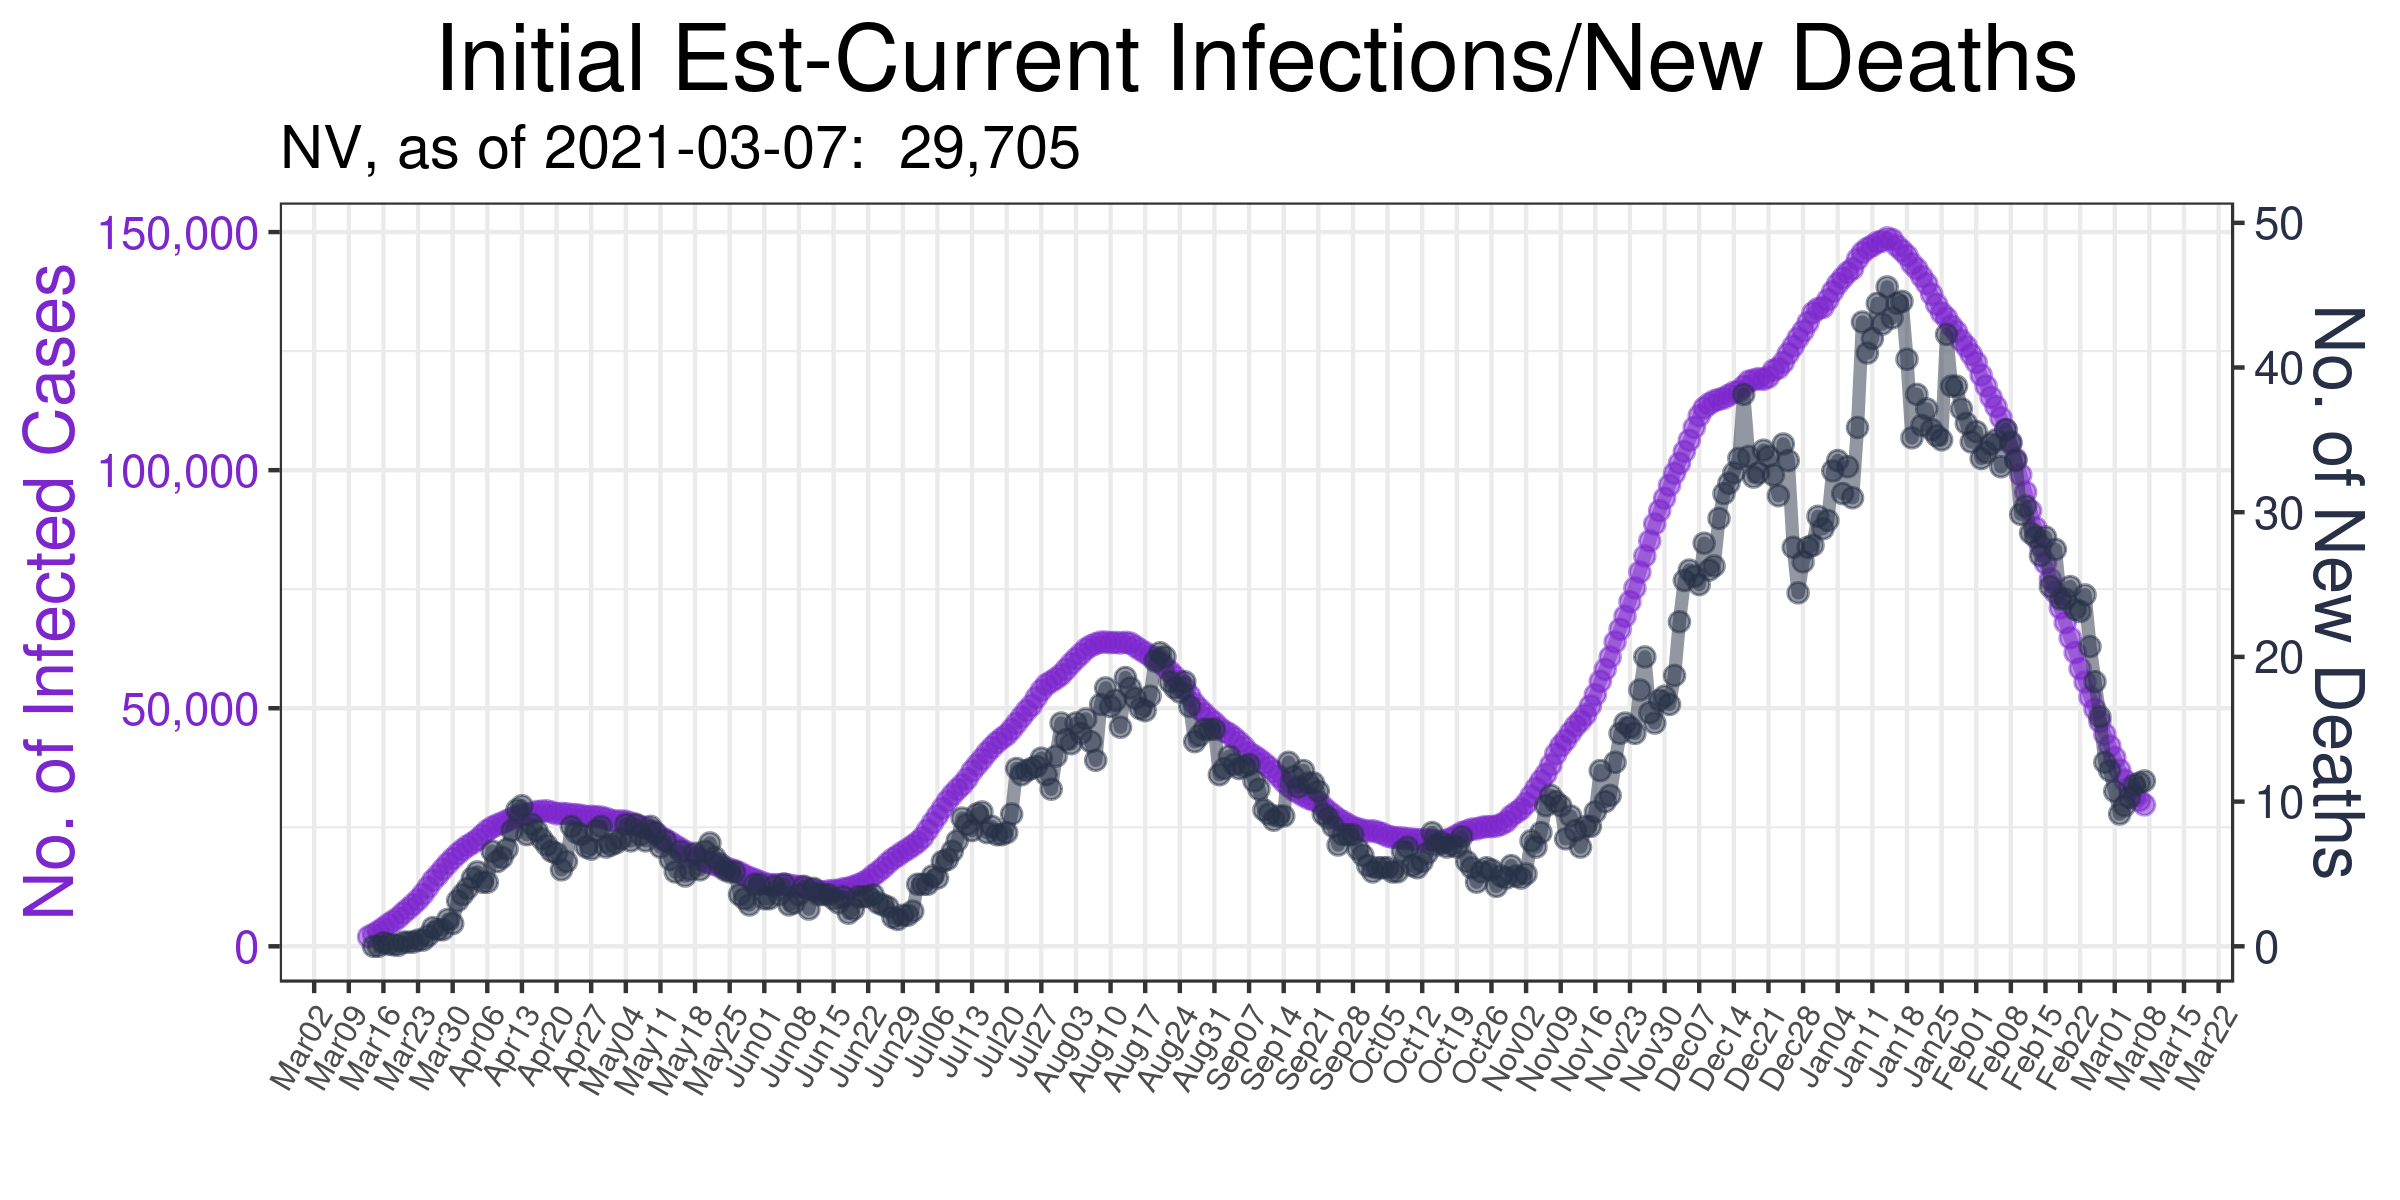 Initial Est-Current Infections/New Deaths
NV, as of 2021-03-07:  29,705
No. of Infected Cases
150,000
100,000
50,000
0
50
40
30
20
10
0
No. of New Deaths
Mar02
Mar09
Mar16
Mar23
Mar30
Apr06
Apr13
Apr20
Apr27
May04
May11
May18
May25
Jun01
Jun08
Jun15
Jun22
Jun29
Jul06
Jul13
Jul20
Jul27
Aug03
Aug10
Aug17
Aug24
Aug31
Sep07
Sep14
Sep21
Sep28
Oct05
Oct12
Oct19
Oct26
Nov02
Nov09
Nov16
Nov23
Nov30
Dec07
Dec14
Dec21
Dec28
Dec04
Jan11
Jan18
Jan25
Feb01
Feb08
Feb15
Feb22
Mar01
Mar08
Mar15
Mar22